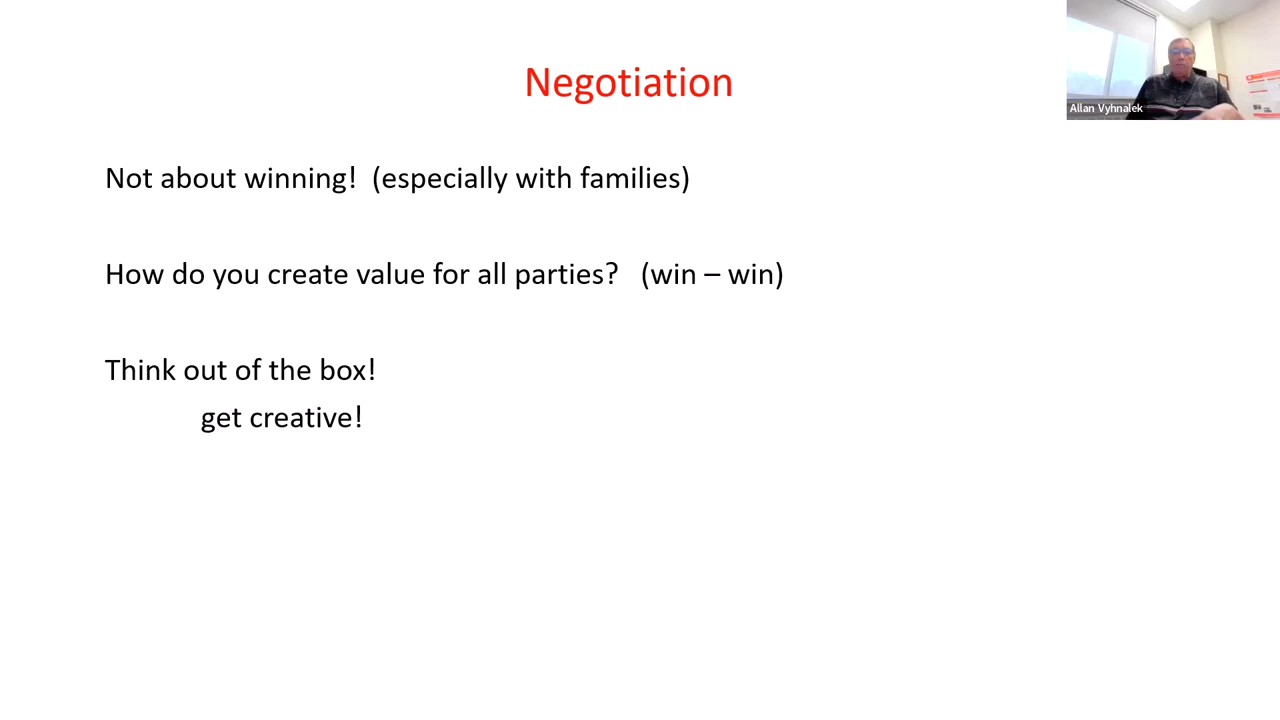 Negotiation
Allan Vyhnalek
Not about winning!  (especially with families)
How do you create value for all parties?   (win – win)
Think out of the box!
get creative!